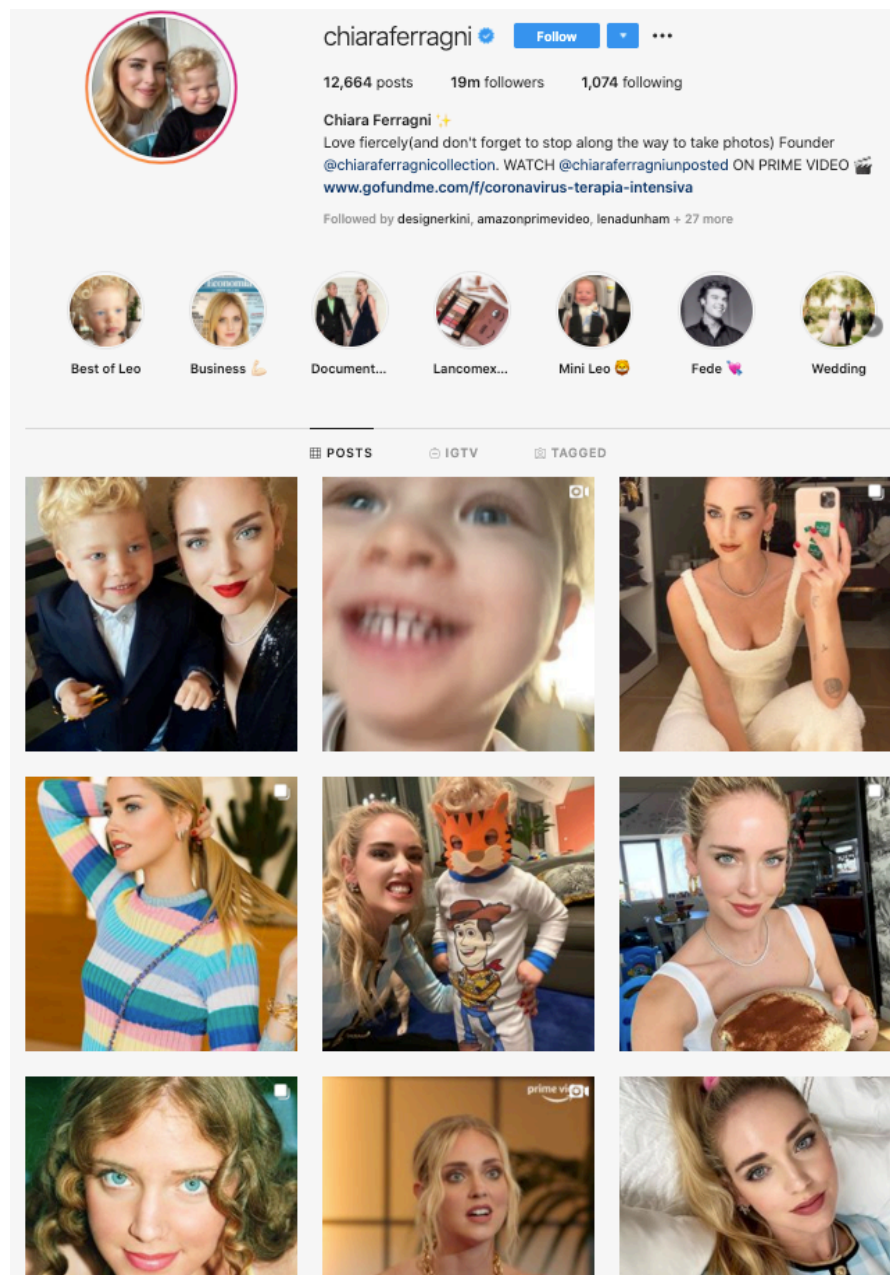 chiaraferragni
Follow
12,664 posts 19m followers 1,074 following
Chiara Ferragni ✨
Love fiercely(and don't forget to stop along the way to take photos) Founder
@chiaraferragnicollection. WATCH @chiaraferragniunposted ON PRIME VIDEO 🎬
www.gofundme.com/f/coronavirus-terapia-intensiva
Followed by designerkini, amazonprimevideo, lenadunham + 27 more
Economia
Best of Leo Business 💪🏻 Document... Lancomex... Mini Leo 🦁 Fede 💘 Wedding
POSTS IGTV TAGGED
prime